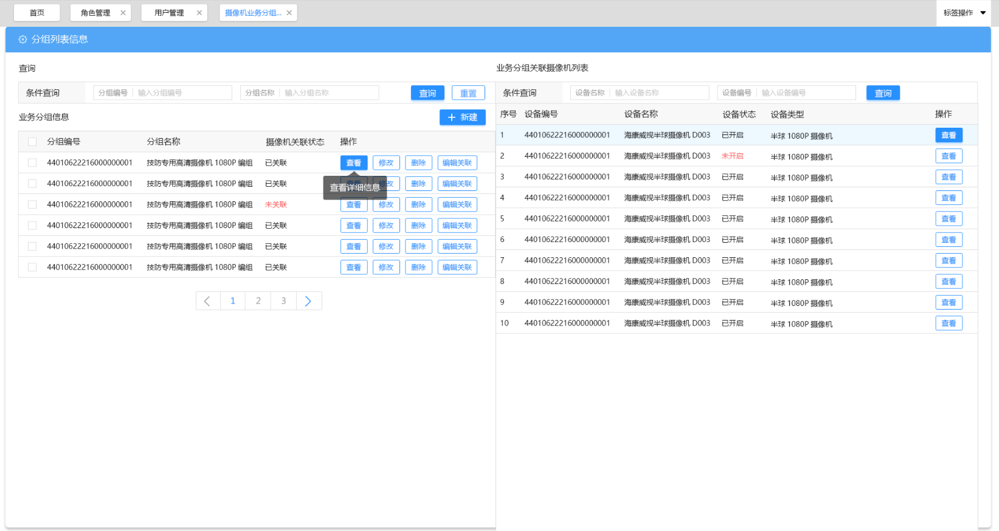 首页
角色管理
用户管理
摄像机业务分组...
标签操作
分组列表信息
查询
条件查询 分组编号 输入分组编号 分组名称 输入分组名称 查询 重置
业务分组信息 新建
分组编号 分组名称 摄像机关联状态 操作
44010622216000000001 技防专用高清摄像机 1080P 编组 已关联 查看 修改 删除 编辑关联
44010622216000000001 技防专用高清摄像机 1080P 编组 已关联 查看 修改 删除 编辑关联
查看详细信息
44010622216000000001 技防专用高清摄像机 1080P 编组 未关联 查看 修改 删除 编辑关联
44010622216000000001 技防专用高清摄像机 1080P 编组 已关联 查看 修改 删除 编辑关联
44010622216000000001 技防专用高清摄像机 1080P 编组 已关联 查看 修改 删除 编辑关联
44010622216000000001 技防专用高清摄像机 1080P 编组 已关联 查看 修改 删除 编辑关联
1 2 3
业务分组关联摄像机列表
条件查询 设备名称 输入设备名称 设备编号 输入设备编号 查询
序号 设备编号 设备名称 设备状态 设备类型 操作
1 44010622216000000001 海康威视半球摄像机 D003 已开启 半球 1080P 摄像机 查看
2 44010622216000000001 海康威视半球摄像机 D003 未开启 半球 1080P 摄像机 查看
3 44010622216000000001 海康威视半球摄像机 D003 已开启 半球 1080P 摄像机 查看
4 44010622216000000001 海康威视半球摄像机 D003 已开启 半球 1080P 摄像机 查看
5 44010622216000000001 海康威视半球摄像机 D003 已开启 半球 1080P 摄像机 查看
6 44010622216000000001 海康威视半球摄像机 D003 已开启 半球 1080P 摄像机 查看
7 44010622216000000001 海康威视半球摄像机 D003 已开启 半球 1080P 摄像机 查看
8 44010622216000000001 海康威视半球摄像机 D003 已开启 半球 1080P 摄像机 查看
9 44010622216000000001 海康威视半球摄像机 D003 已开启 半球 1080P 摄像机 查看
10 44010622216000000001 海康威视半球摄像机 D003 已开启 半球 1080P 摄像机 查看